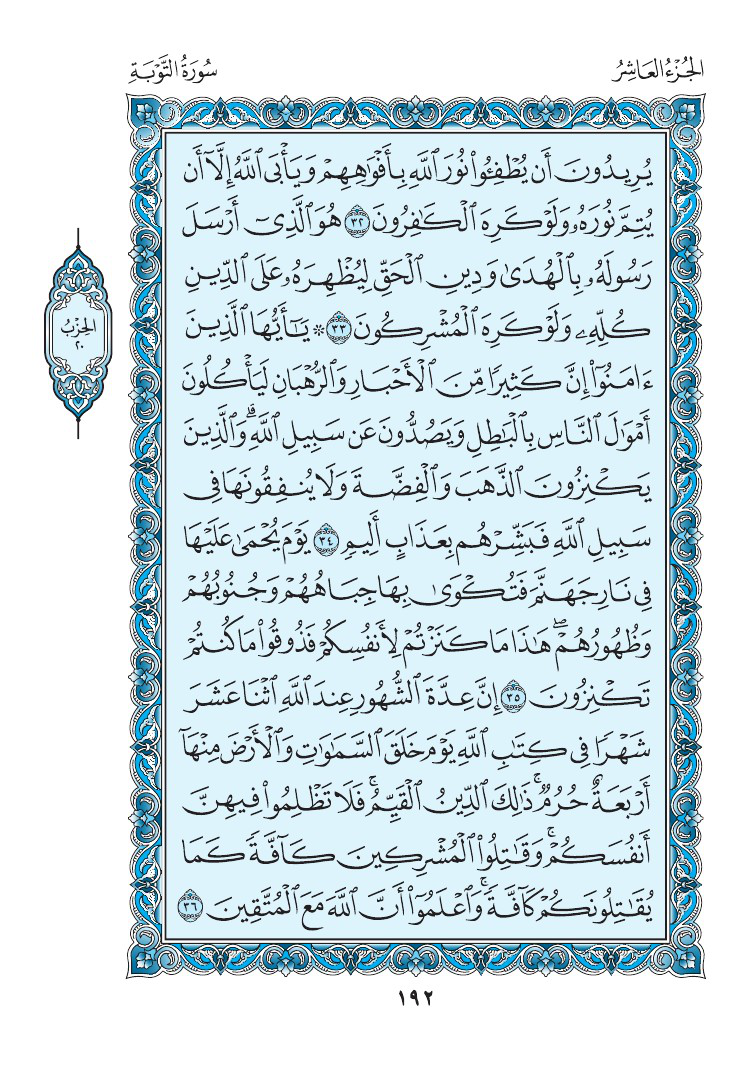 الجُزْءُ العَاشِرُ
سُورَةُ التَّوْبَةِ
يُرِيدُونَ أَن يُطْفِـُٔوا۟ نُورَ ٱللَّهِ بِأَفْوَٰهِهِمْ وَيَأْبَى ٱللَّهُ إِلَّآ أَن
يُتِمَّ نُورَهُۥ وَلَوْ كَرِهَ ٱلْكَٰفِرُونَ ٣٢ هُوَ ٱلَّذِىٓ أَرْسَلَ
رَسُولَهُۥ بِٱلْهُدَىٰ وَدِينِ ٱلْحَقِّ لِيُظْهِرَهُۥ عَلَى ٱلدِّينِ
كُلِّهِۦ وَلَوْ كَرِهَ ٱلْمُشْرِكُونَ ٣٣ ۞ يَٰٓأَيُّهَا ٱلَّذِينَ
ءَامَنُوٓا۟ إِنَّ كَثِيرًا مِّنَ ٱلْأَحْبَارِ وَٱلرُّهْبَانِ لَيَأْكُلُونَ
أَمْوَٰلَ ٱلنَّاسِ بِٱلْبَٰطِلِ وَيَصُدُّونَ عَن سَبِيلِ ٱللَّهِ ۗ وَٱلَّذِينَ
يَكْنِزُونَ ٱلذَّهَبَ وَٱلْفِضَّةَ وَلَا يُنفِقُونَهَا فِى
سَبِيلِ ٱللَّهِ فَبَشِّرْهُم بِعَذَابٍ أَلِيمٍ ٣٤ يَوْمَ يُحْمَىٰ عَلَيْهَا
فِى نَارِ جَهَنَّمَ فَتُكْوَىٰ بِهَا جِبَاهُهُمْ وَجُنُوبُهُمْ
وَظُهُورُهُمْ ۖ هَٰذَا مَا كَنَزْتُمْ لِأَنفُسِكُمْ فَذُوقُوا۟ مَا كُنتُمْ
تَكْنِزُونَ ٣٥ إِنَّ عِدَّةَ ٱلشُّهُورِ عِندَ ٱللَّهِ ٱثْنَا عَشَرَ
شَهْرًا فِى كِتَٰبِ ٱللَّهِ يَوْمَ خَلَقَ ٱلسَّمَٰوَٰتِ وَٱلْأَرْضَ مِنْهَآ
أَرْبَعَةٌ حُرُمٌ ۚ ذَٰلِكَ ٱلدِّينُ ٱلْقَيِّمُ ۚ فَلَا تَظْلِمُوا۟ فِيهِنَّ
أَنفُسَكُمْ ۚ وَقَٰتِلُوا۟ ٱلْمُشْرِكِينَ كَآفَّةً كَمَا
يُقَٰتِلُونَكُمْ كَآفَّةً ۚ وَٱعْلَمُوٓا۟ أَنَّ ٱللَّهَ مَعَ ٱلْمُتَّقِينَ ٣٦
الحِزْبُ
٢٠
١٩٢